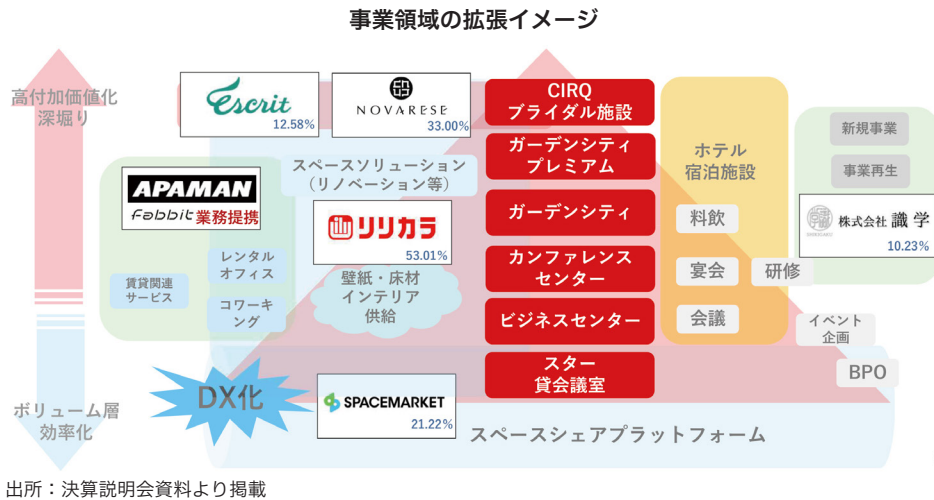 事業領域の拡張イメージ
高付加価値化
深堀り
Escrit
12.58%
NOVARESE
33.00%
CIRQ
ブライダル施設
ガーデンシティ
プレミアム
ガーデンシティ
カンファレンス
センター
ビジネスセンター
スター
貸会議室
ホテル
宿泊施設
料飲
宴会
研修
会議
イベント
企画
BPO
新規事業
事業再生
株式会社 識学
10.23%
スペースソリューション
(リノベーション等)
リリカラ
53.01%
壁紙・床材
インテリア
供給
APAMAN
fabbit 業務提携
レンタル
オフィス
賃貸関連
サービス
コワーキ
ング
DX化
SPACEMARKET
21.22%
スペースシェアプラットフォーム
ボリューム層
効率化
出所：決算説明会資料より掲載